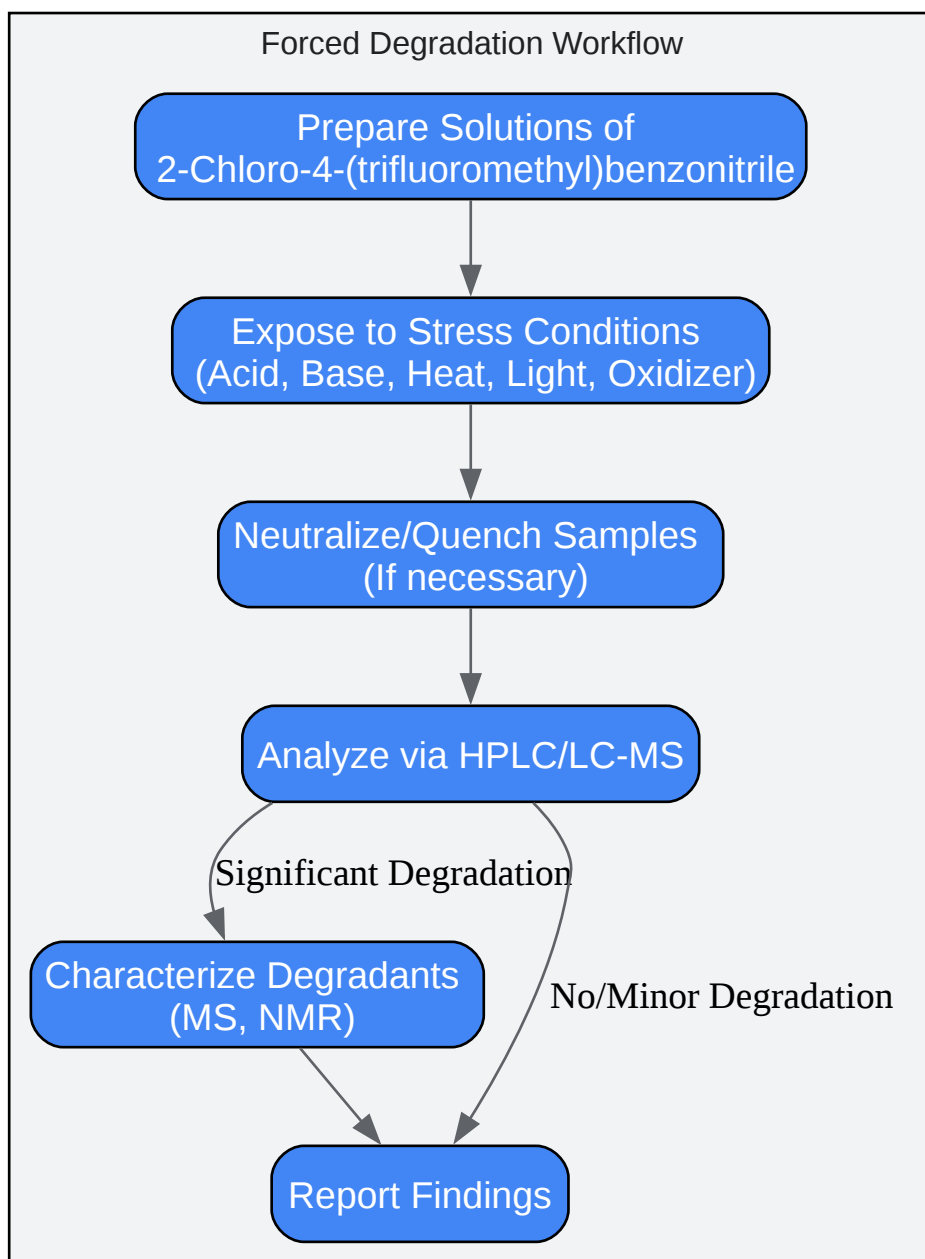 Forced Degradation Workflow
Prepare Solutions of
2-Chloro-4-(trifluoromethyl)benzonitrile
Expose to Stress Conditions
(Acid, Base, Heat, Light, Oxidizer)
Neutralize/Quench Samples
(If necessary)
Analyze via HPLC/LC-MS
Significant Degradation
Characterize Degradants
(MS, NMR)
No/Minor Degradation
Report Findings